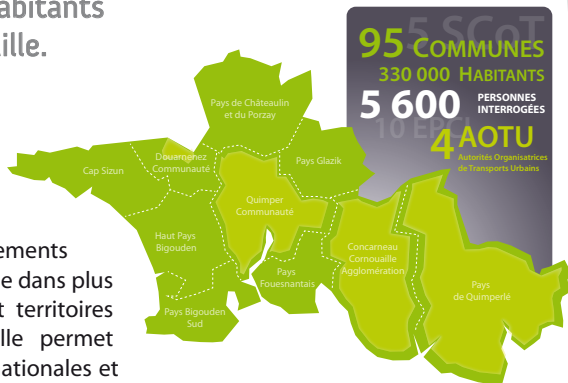 abitants
ille.
5 SCoT
95 COMMUNES
330 000 HABITANTS
5 600 PERSONNES
INTERROGÉES
10 EPCI
4 AOTU
Autorités Organisatrices
de Transports Urbains
Pays de Châteaulin
et du Porzay
Cap Sizun
Douarnenez
Communauté
Pays Glazik
Quimper
Communauté
Haut Pays
Bigouden
Pays
Fouesnantais
Concarneau
Cornouaille
Agglomération
Pays
de Quimperlé
Pays Bigouden
Sud
ements
e dans plus
t territoires
lle permet
ationales et